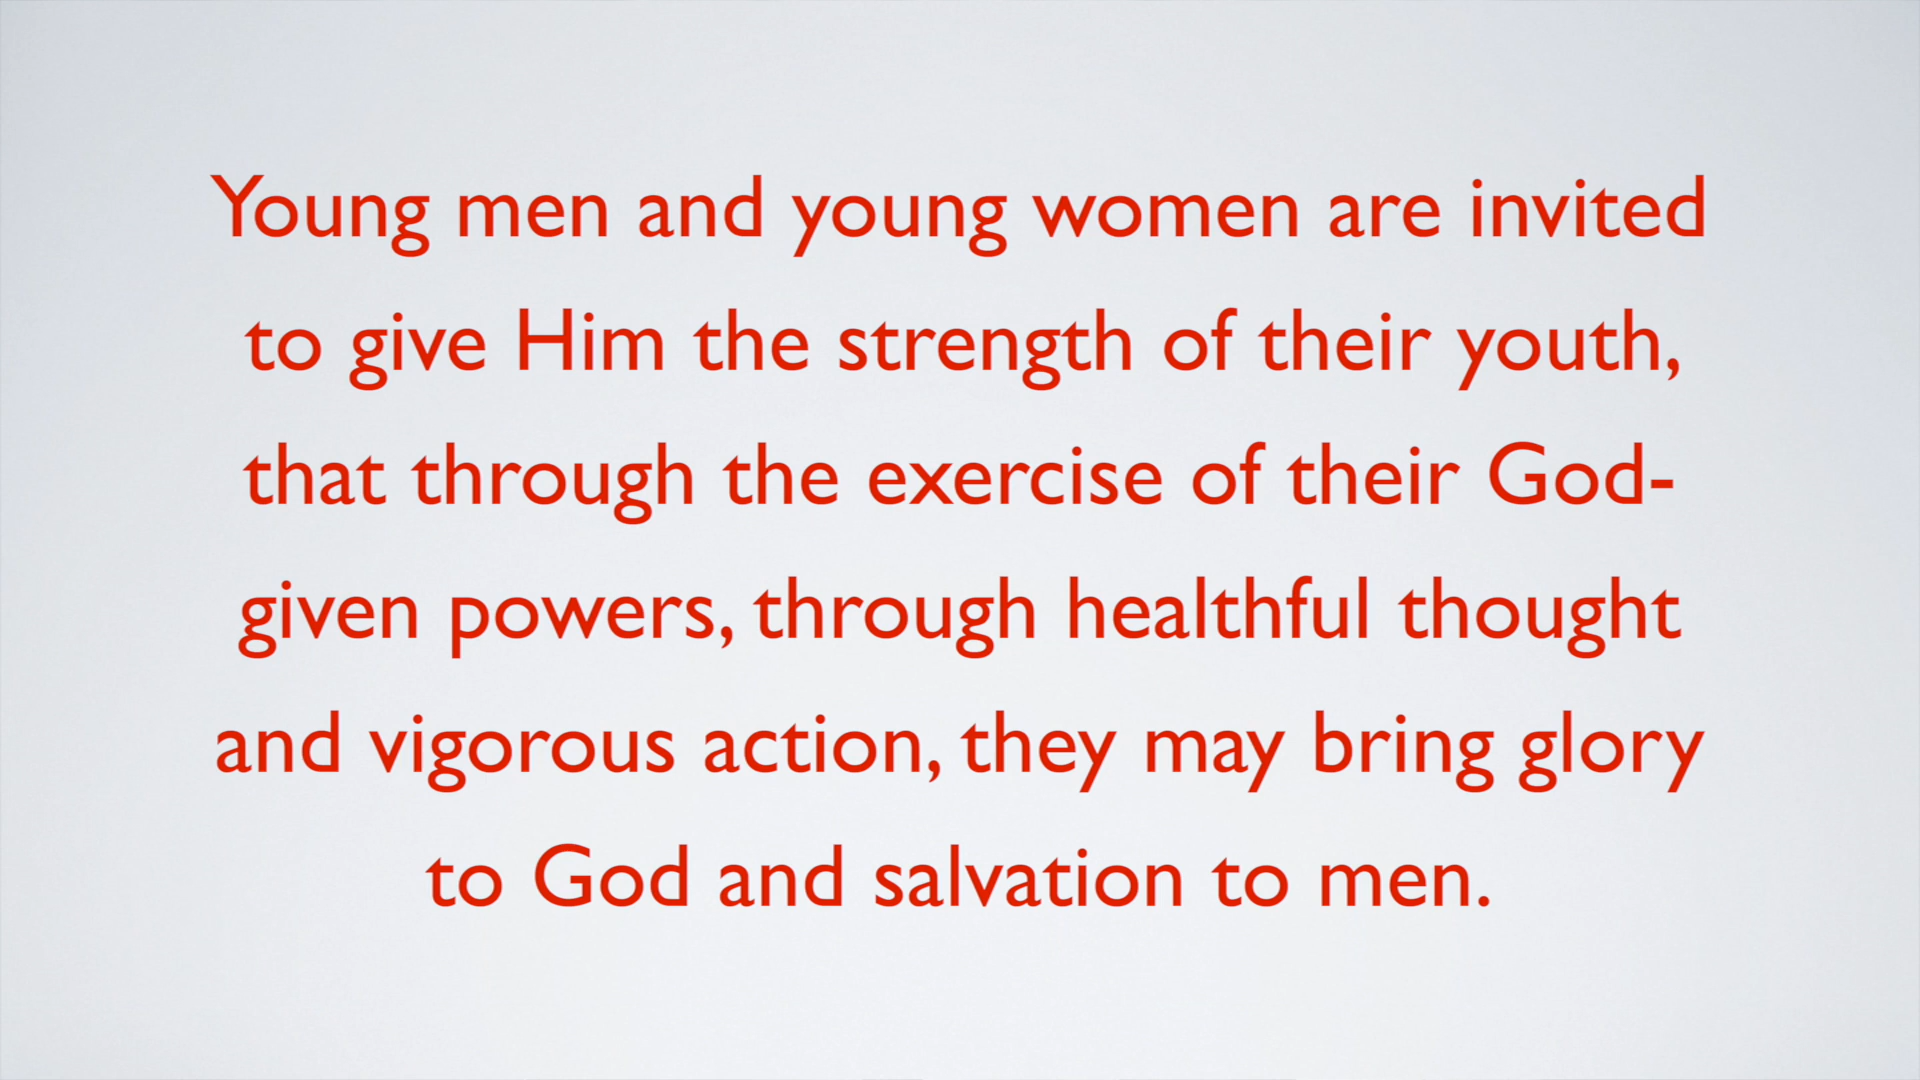 Young men and young women are invited
to give Him the strength of their youth,
that through the exercise of their God-
given powers, through healthful thought
and vigorous action, they may bring glory
to God and salvation to men.